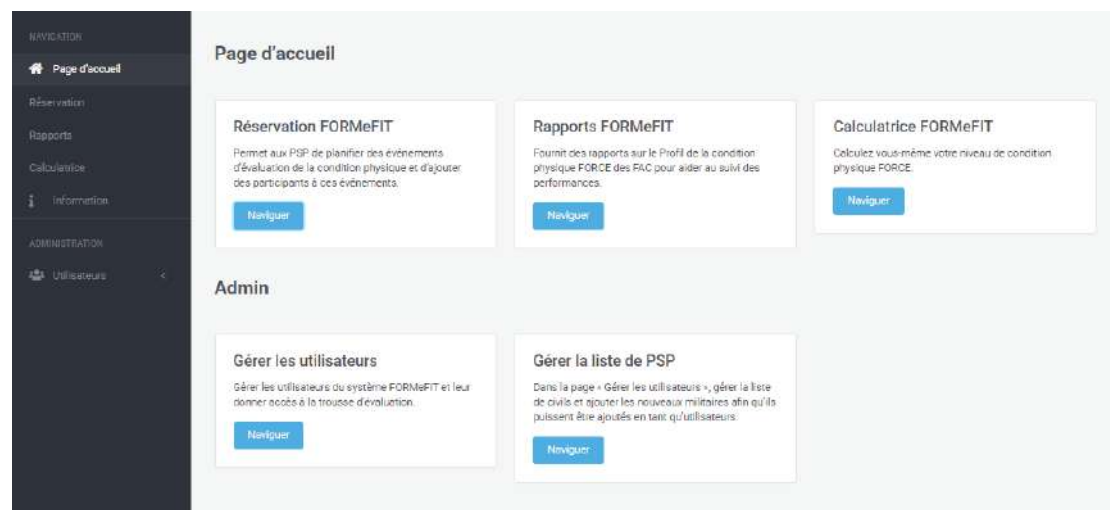 NAVIGATION
Page d'accueil
Réservation
Rapports
Calculatrice
Information
ADMINISTRATION
Utilisateurs
Page d'accueil
Réservation FORMeFIT
Permet aux PSP de planifier des événements
d'évaluation de la condition physique et d'ajouter
des participants à ces événements.
Naviguer
Rapports FORMeFIT
Fournit des rapports sur le Profil de la condition
physique FORCE des FAC pour aider au suivi des
performances.
Naviguer
Calculatrice FORMeFIT
Calculez vous-même votre niveau de condition
physique FORCE.
Naviguer
Admin
Gérer les utilisateurs
Gérer les utilisateurs du système FORMeFIT et leur
donner accès à la trousse d'évaluation.
Naviguer
Gérer la liste de PSP
Dans la page « Gérer les utilisateurs », gérer la liste
de civils et ajouter les nouveaux militaires afin qu'ils
puissent être ajoutés en tant qu'utilisateurs.
Naviguer